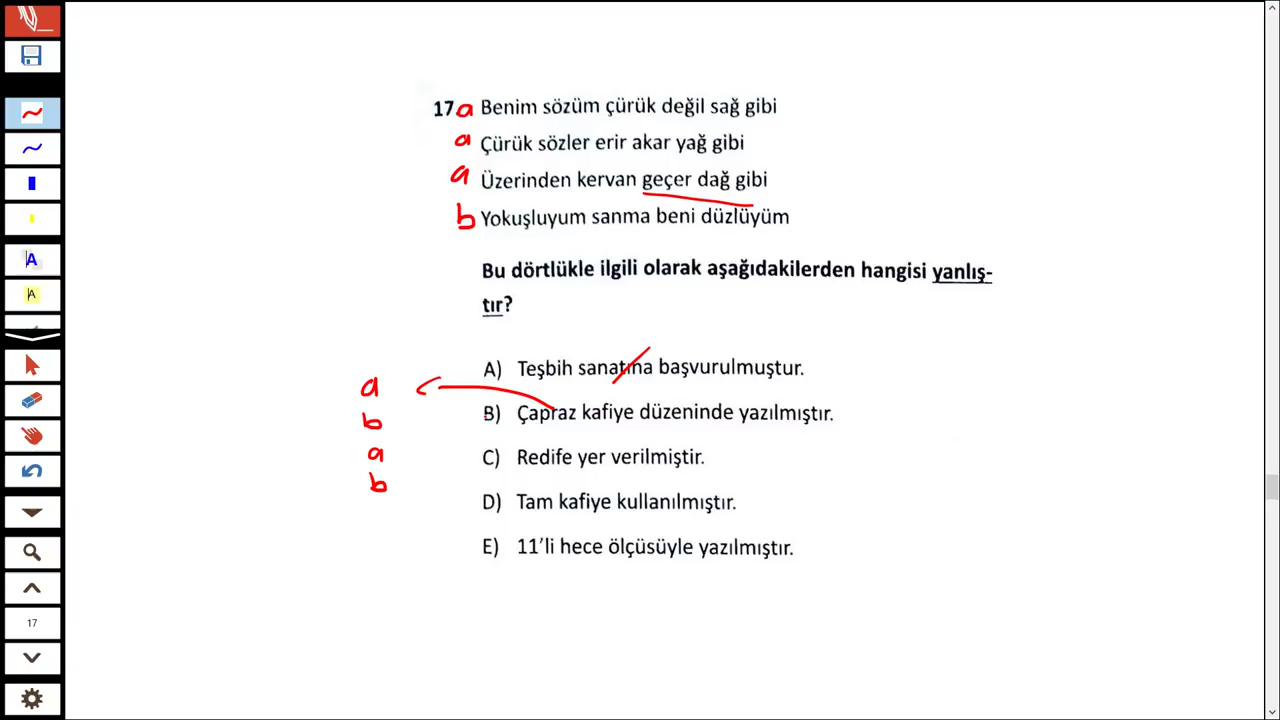 17 a Benim sözüm çürük değil sağ gibi
a Çürük sözler erir akar yağ gibi
a Üzerinden kervan geçer dağ gibi
b Yokuşluyum sanma beni düzlüyüm
Bu dörtlükle ilgili olarak aşağıdakilerden hangisi yanlış-
tır?
A) Teşbih sanatına başvurulmuştur.
B) Çapraz kafiye düzeninde yazılmıştır.
C) Redife yer verilmiştir.
D) Tam kafiye kullanılmıştır.
E) 11'li hece ölçüsüyle yazılmıştır.
a
b
a
b
A
A
17